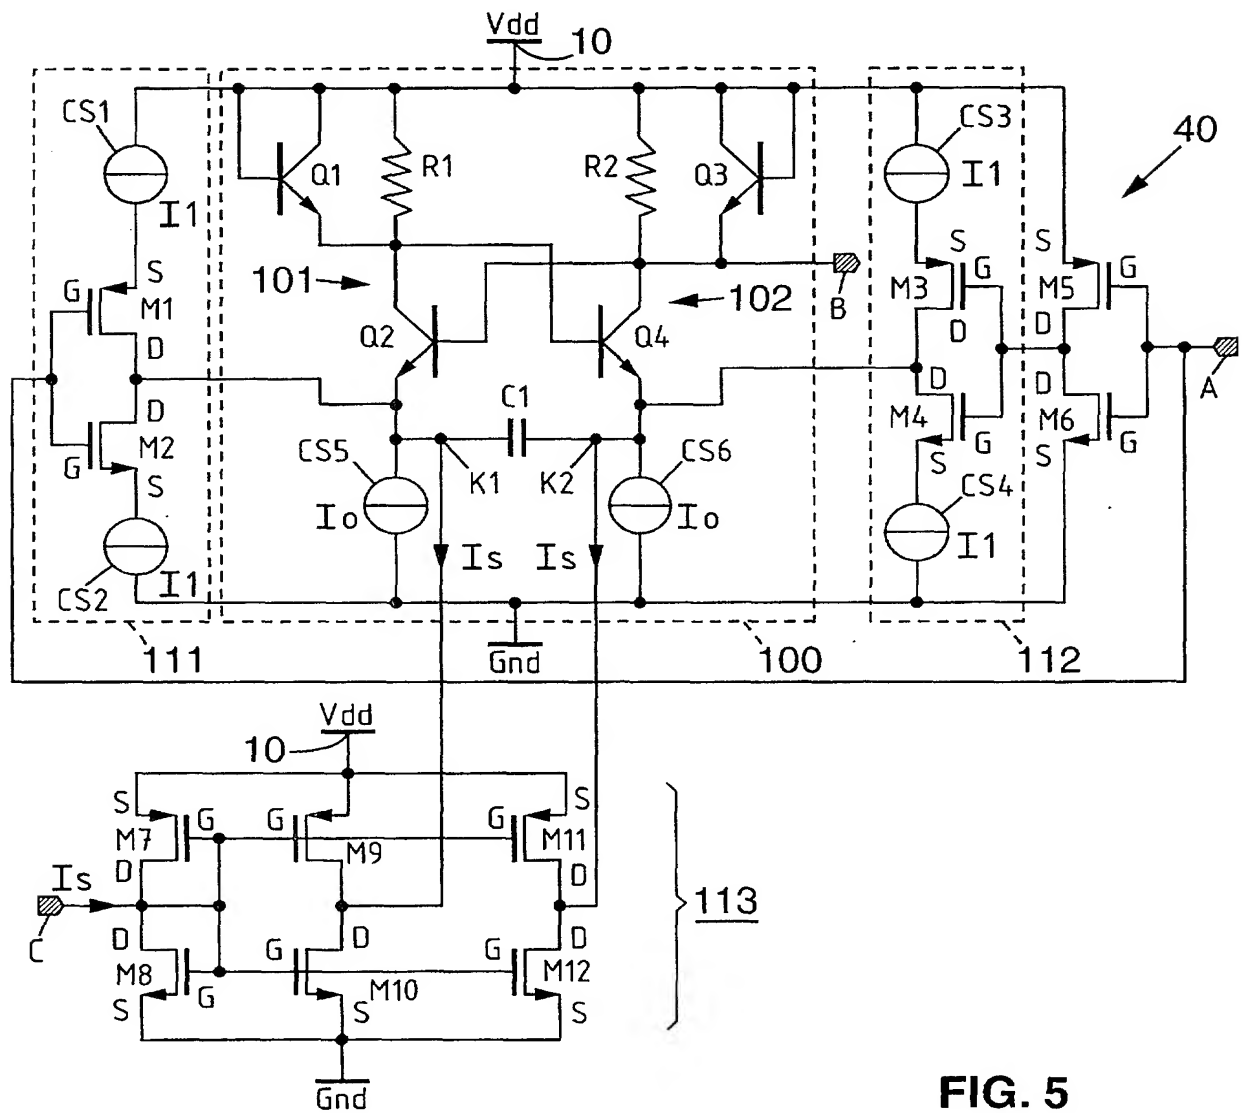 Vdd
10
CS1
I1
Q1
R1
R2
Q3
CS3
I1
40
S
G
M1
D
101
102
B
S
G
M3
D
S
G
M5
D
Q2
Q4
A
D
M2
G
S
C1
D
M4
G
S
D
M6
G
S
CS5
Io
K1
K2
CS6
Io
CS4
I1
CS2
I1
Is
Is
111
Gnd
100
112
Vdd
10
S
G
M7
D
G
M9
G
S
M11
D
Is
C
113
D
M8
G
S
G
D
M10
S
G
D
M12
S
Gnd
FIG. 5